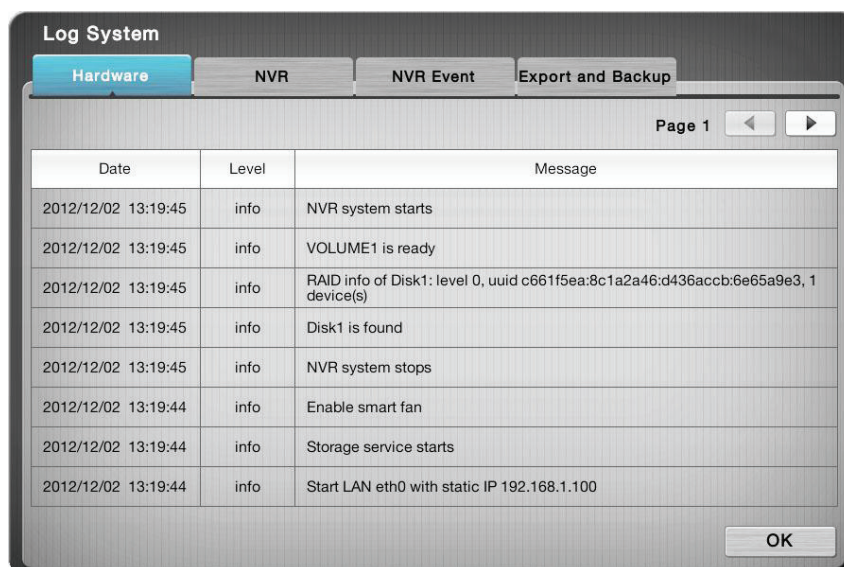 Log System
Hardware
NVR
NVR Event
Export and Backup
Page 1
Date Level Message
2012/12/02 13:19:45 info NVR system starts
2012/12/02 13:19:45 info VOLUME1 is ready
2012/12/02 13:19:45 info RAID info of Disk1: level 0, uuid c661f5ea:8c1a2a46:d436accb:6e65a9e3, 1
device(s)
2012/12/02 13:19:45 info Disk1 is found
2012/12/02 13:19:45 info NVR system stops
2012/12/02 13:19:44 info Enable smart fan
2012/12/02 13:19:44 info Storage service starts
2012/12/02 13:19:44 info Start LAN eth0 with static IP 192.168.1.100
OK